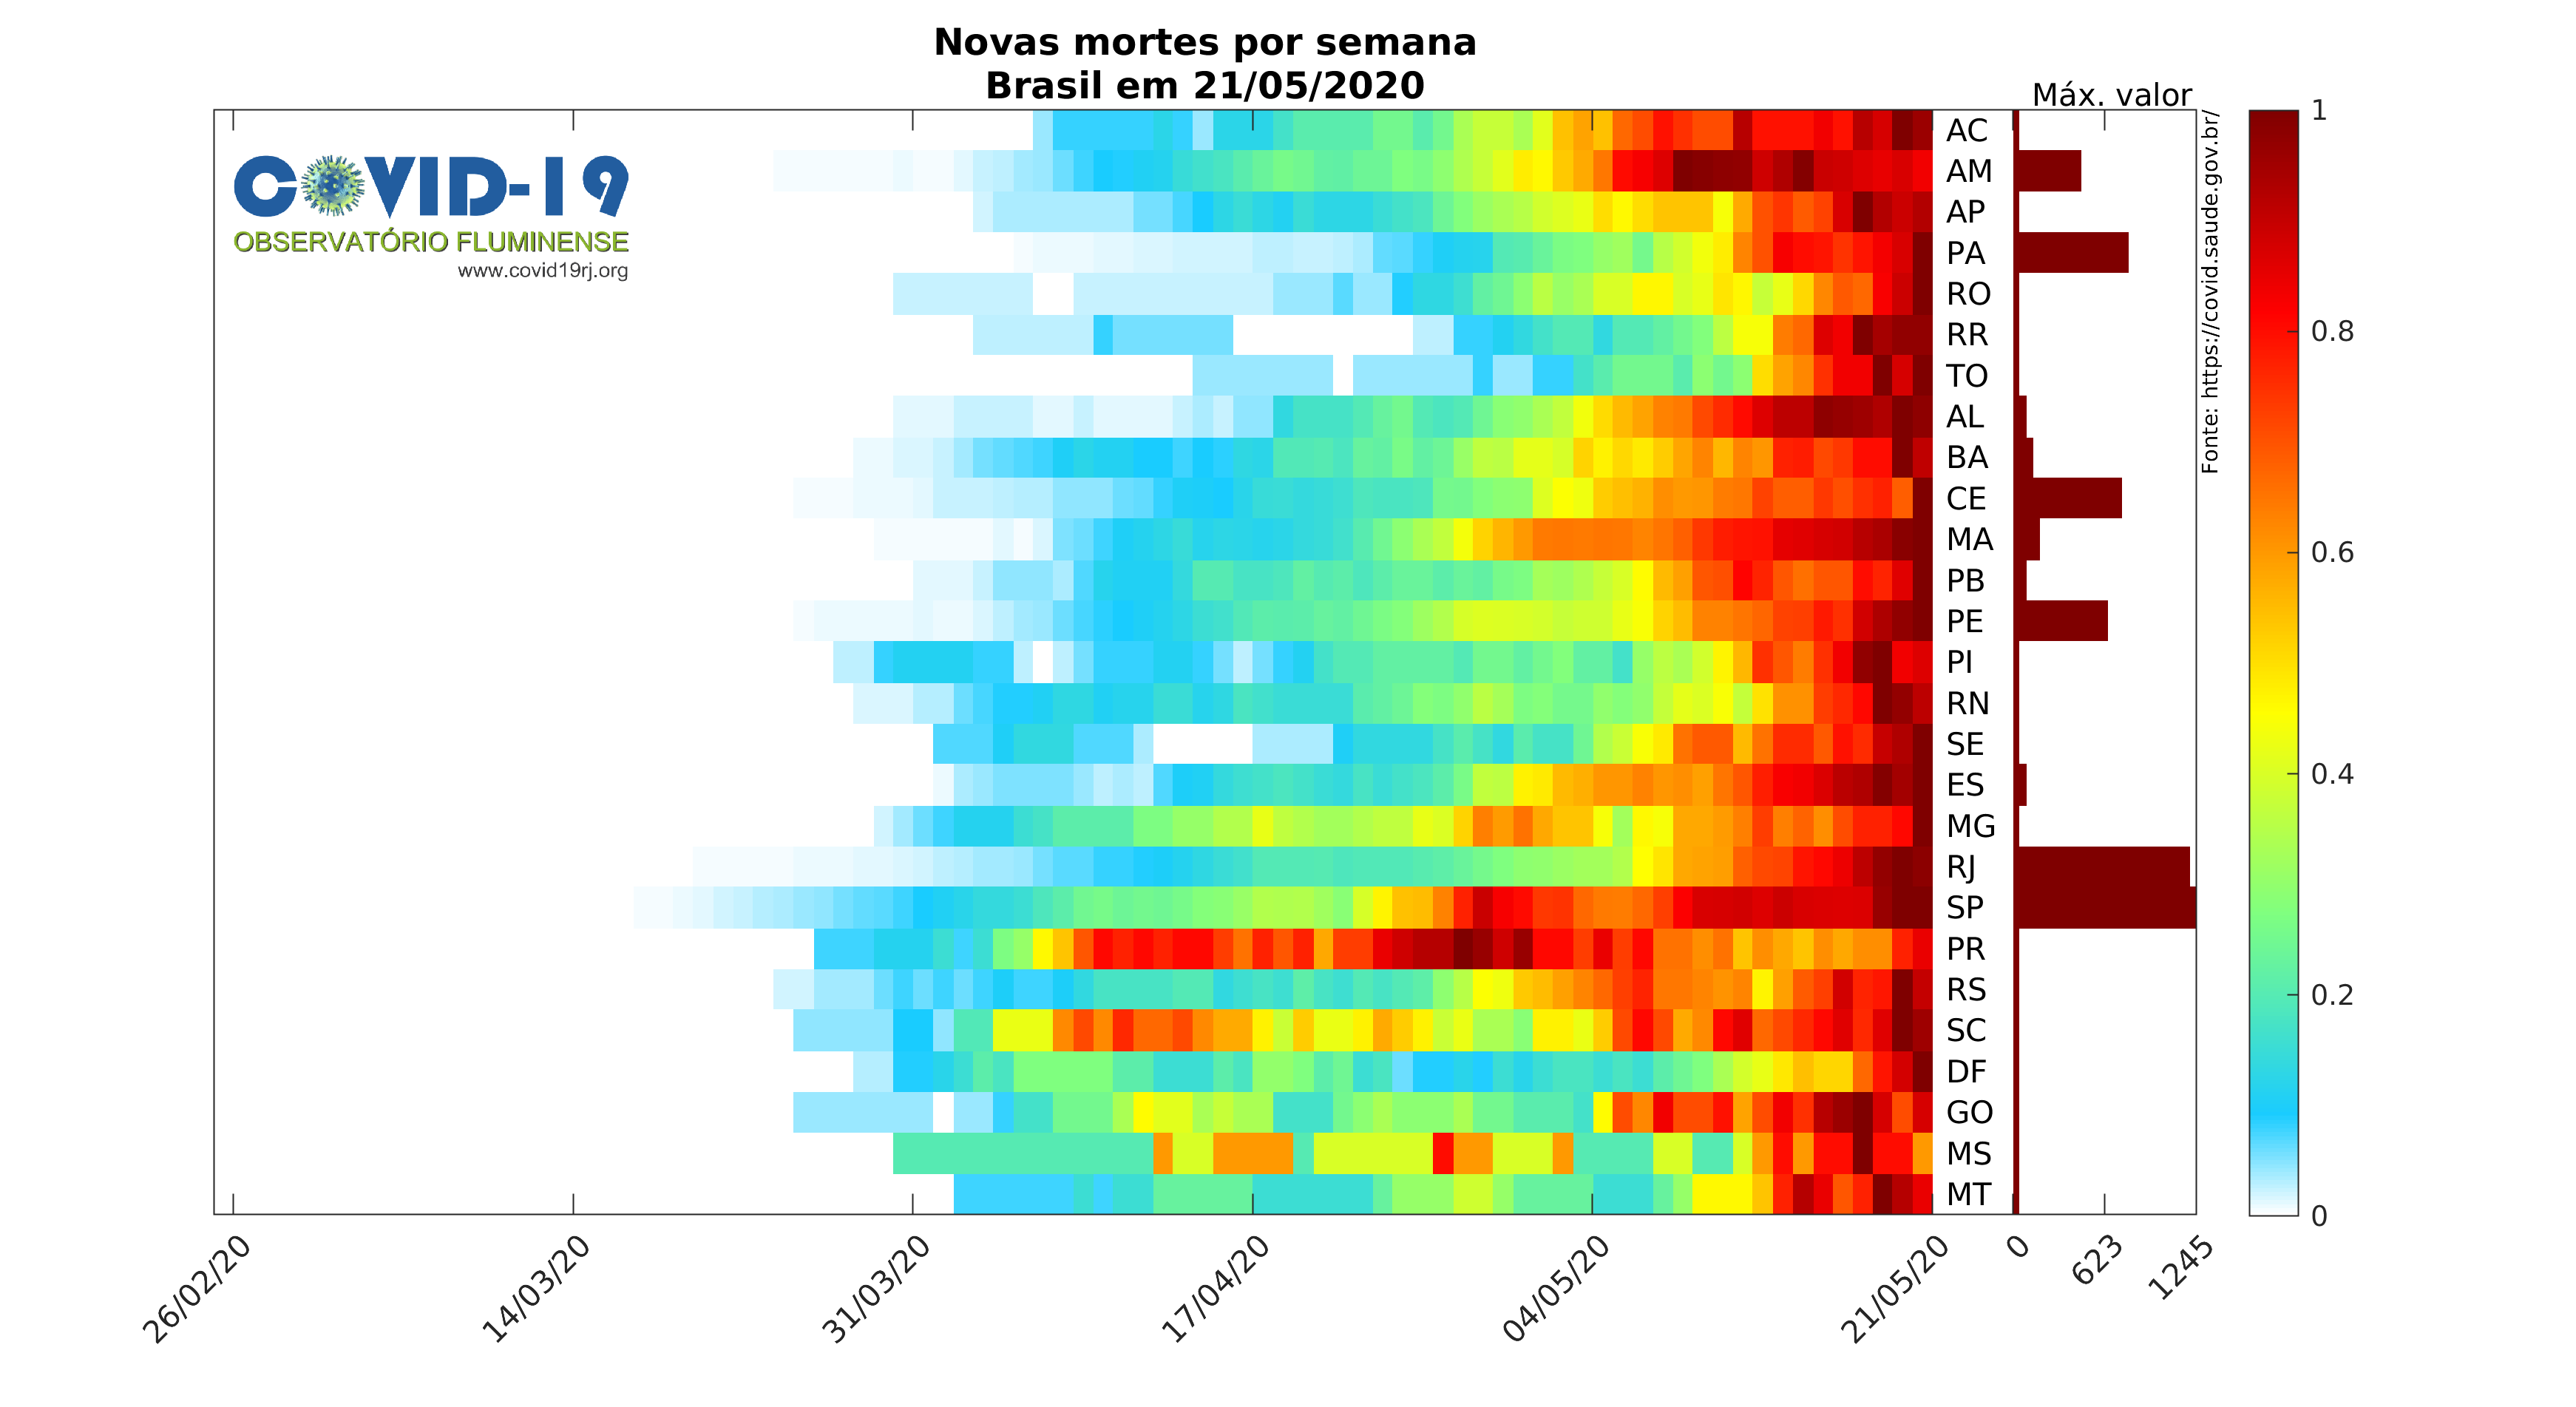 Novas mortes por semana
Brasil em 21/05/2020
Máx. valor
COVID-19
OBSERVATÓRIO FLUMINENSE
www.covid19rj.org
AC
AM
AP
PA
RO
RR
TO
AL
BA
CE
MA
PB
PE
PI
RN
SE
ES
MG
RJ
SP
PR
RS
SC
DF
GO
MS
MT
Fonte: https://covid.saude.gov.br/
1
0.8
0.6
0.4
0.2
0
26/02/20
14/03/20
31/03/20
17/04/20
04/05/20
21/05/20
0
623
1245